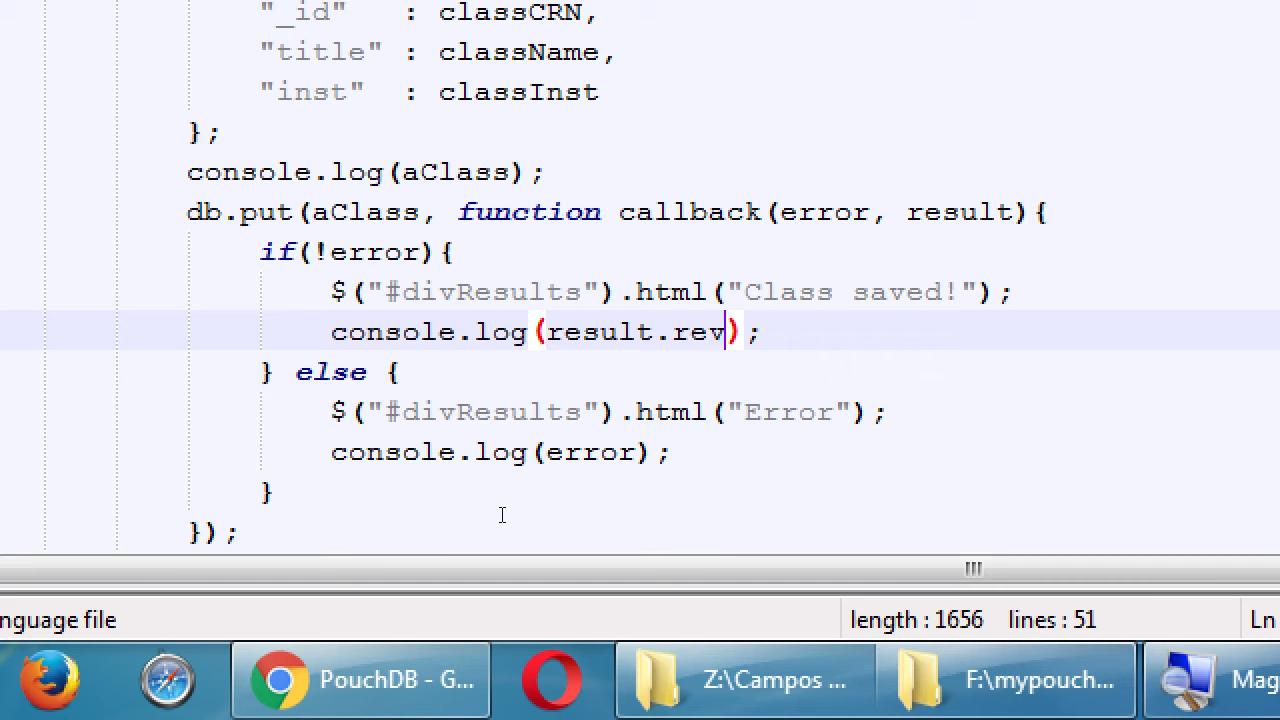 "_id" : classCRN,
"title" : className,
"inst" : classInst
};
console.log(aClass);
db.put(aClass, function callback(error, result){
if(!error){
$("#divResults").html("Class saved!");
console.log(result.rev);
} else {
$("#divResults").html("Error");
console.log(error);
}
});
nguage file
length : 1656 lines : 51
Ln
PouchDB - G...
Z:\Campos ...
F:\mypouch...
Mag